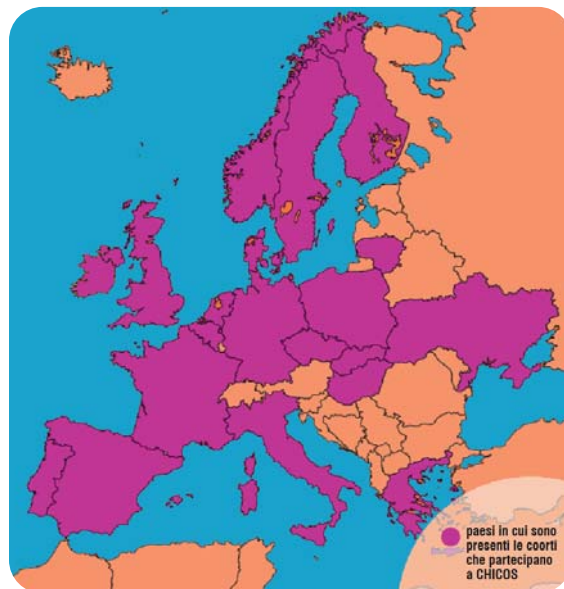 paesi in cui sono
presenti le coorti
che partecipano
a CHICOS